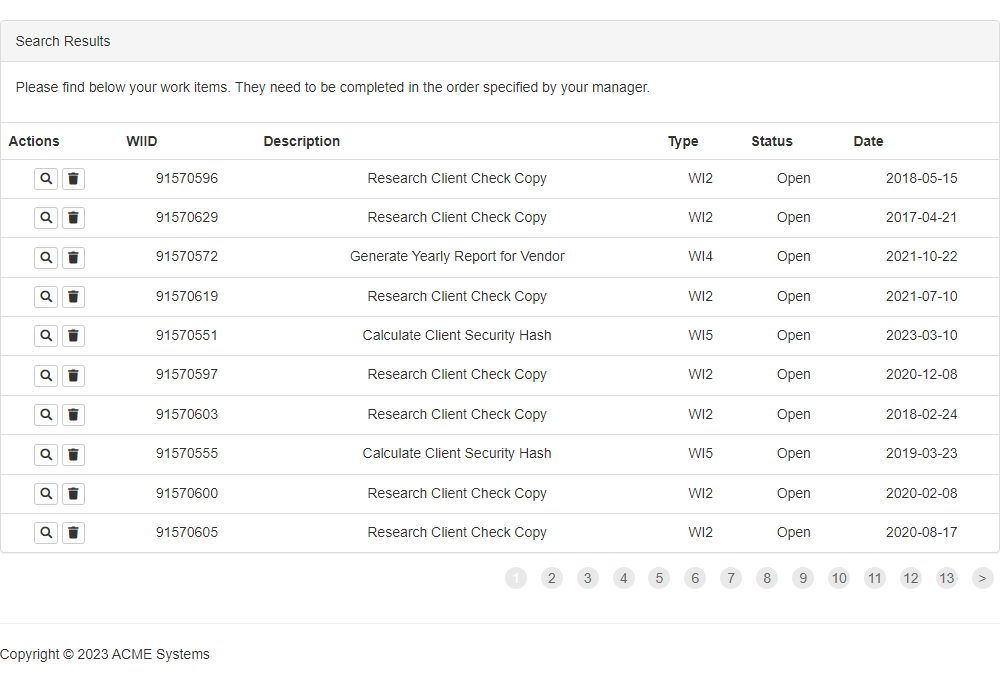 Search Results
Please find below your work items. They need to be completed in the order specified by your manager.
Actions WIID Description Type Status Date
91570596 Research Client Check Copy WI2 Open 2018-05-15
91570629 Research Client Check Copy WI2 Open 2017-04-21
91570572 Generate Yearly Report for Vendor WI4 Open 2021-10-22
91570619 Research Client Check Copy WI2 Open 2021-07-10
91570551 Calculate Client Security Hash WI5 Open 2023-03-10
91570597 Research Client Check Copy WI2 Open 2020-12-08
91570603 Research Client Check Copy WI2 Open 2018-02-24
91570555 Calculate Client Security Hash WI5 Open 2019-03-23
91570600 Research Client Check Copy WI2 Open 2020-02-08
91570605 Research Client Check Copy WI2 Open 2020-08-17
1 2 3 4 5 6 7 8 9 10 11 12 13 >
Copyright © 2023 ACME Systems